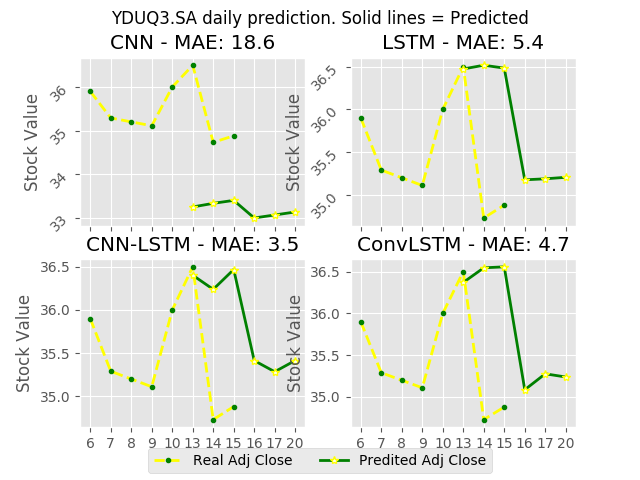 YDUQ3.SA daily prediction. Solid lines = Predicted
CNN - MAE: 18.6
LSTM - MAE: 5.4
Stock Value
36
35
34
33
Stock Value
36.5
36.0
35.5
35.0
CNN-LSTM - MAE: 3.5
ConvLSTM - MAE: 4.7
Stock Value
36.5
36.0
35.5
35.0
6 7 8 9 10 13 14 15 16 17 20
Stock Value
36.5
36.0
35.5
35.0
6 7 8 9 10 13 14 15 16 17 20
Real Adj Close
Predited Adj Close